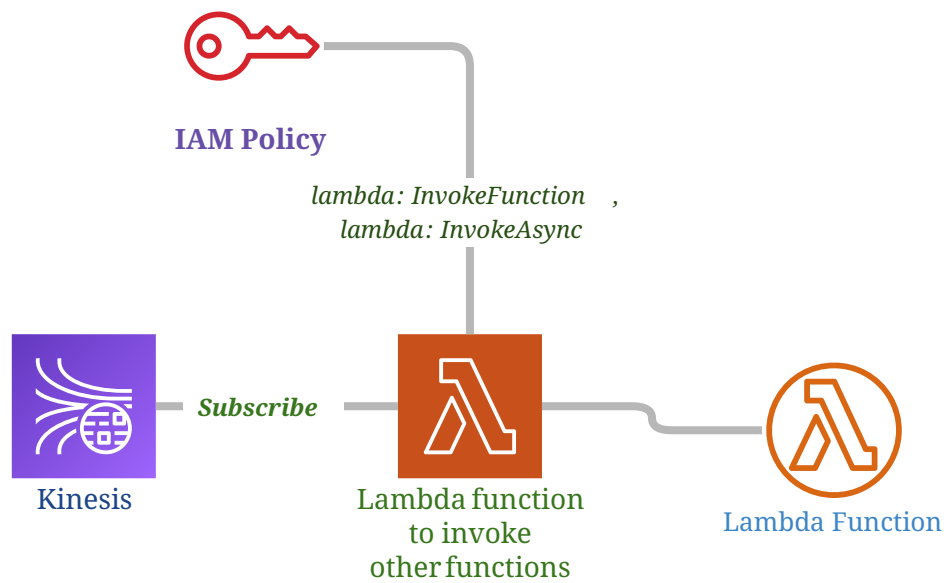 IAM Policy
lambda: InvokeFunction ,
lambda: InvokeAsync
Subscribe
Kinesis
Lambda function
to invoke
other functions
Lambda Function